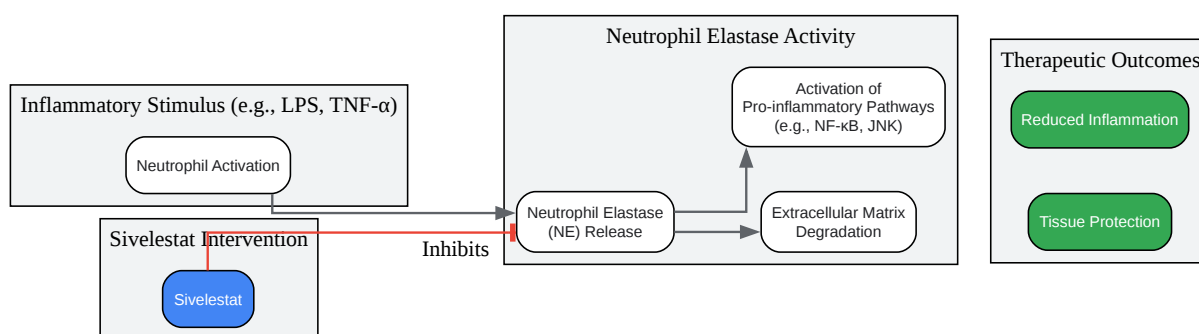 Inflammatory Stimulus (e.g., LPS, TNF-α)
Neutrophil Activation
Sivelestat Intervention
Sivelestat
Inhibits
Neutrophil Elastase Activity
Activation of
Pro-inflammatory Pathways
(e.g., NF-κB, JNK)
Neutrophil Elastase
(NE) Release
Extracellular Matrix
Degradation
Therapeutic Outcomes
Reduced Inflammation
Tissue Protection